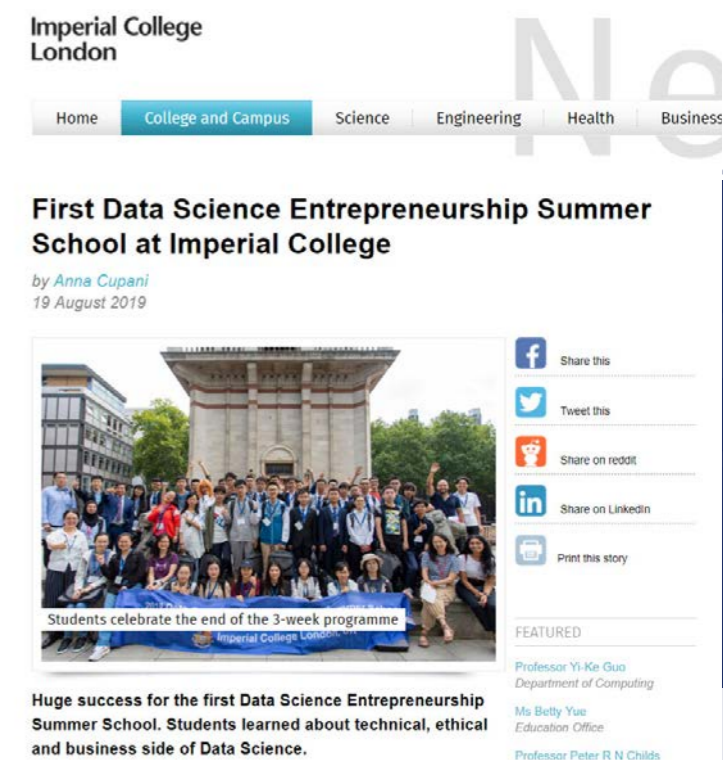 Imperial College
London
Ne
Home College and Campus Science Engineering Health Business
First Data Science Entrepreneurship Summer
School at Imperial College
by Anna Cupani
19 August 2019
Share this
Tweet this
Share on reddit
Share on LinkedIn
Print this story
Students celebrate the end of the 3-week programme
Imperial College London, UK
FEATURED
Professor Yi-Ke Guo
Department of Computing
Ms Betty Yue
Education Office
Professor Peter R N Childs
Huge success for the first Data Science Entrepreneurship
Summer School. Students learned about technical, ethical
and business side of Data Science.